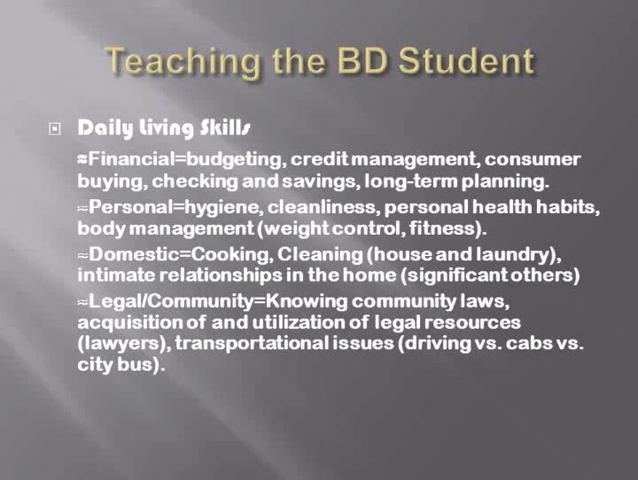 Teaching the BD Student
Daily Living Skills
≈Financial=budgeting, credit management, consumer
buying, checking and savings, long-term planning.
≈Personal=hygiene, cleanliness, personal health habits,
body management (weight control, fitness).
≈Domestic=Cooking, Cleaning (house and laundry),
intimate relationships in the home (significant others)
≈Legal/Community=Knowing community laws,
acquisition of and utilization of legal resources
(lawyers), transportational issues (driving vs. cabs vs.
city bus).